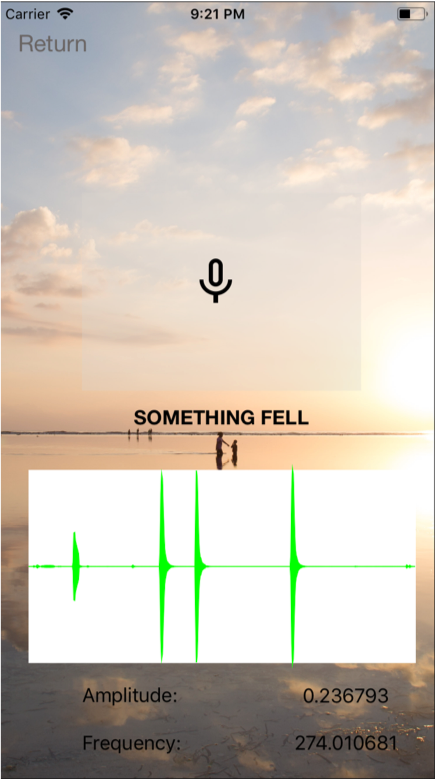 Carrier 9:21 PM
Return
SOMETHING FELL
Amplitude: 0.236793
Frequency: 274.010681